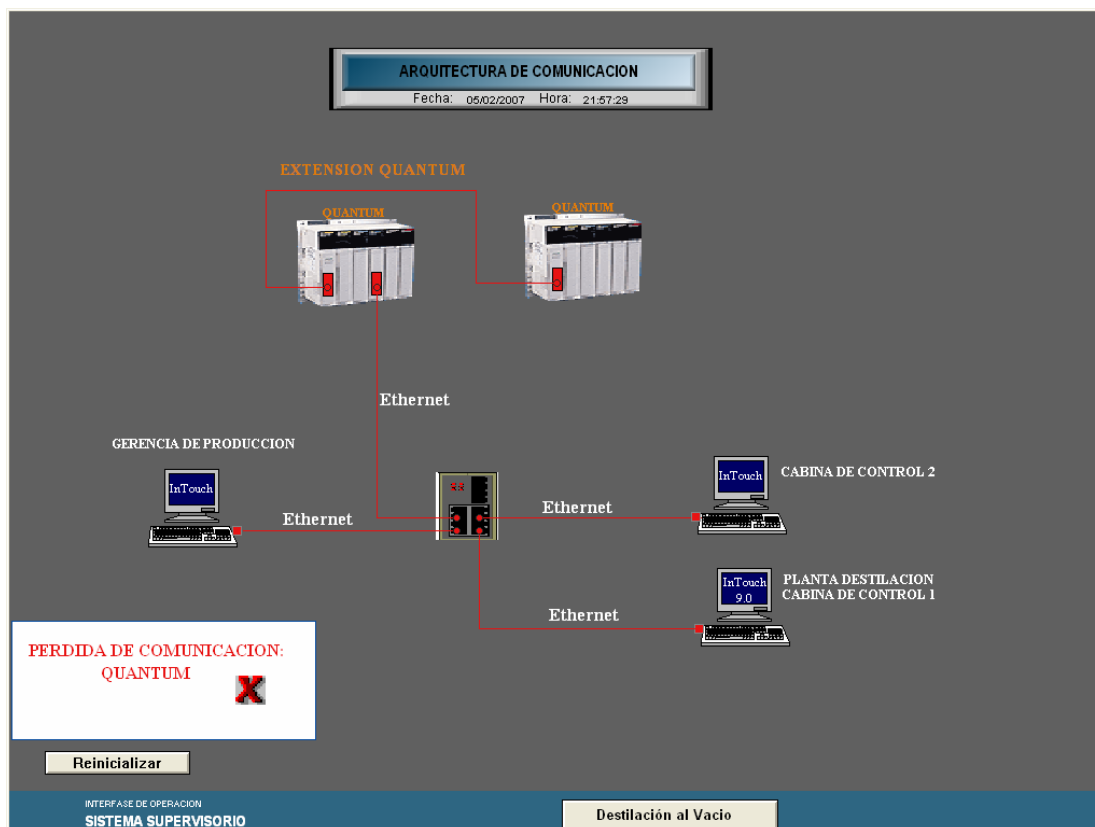 ARQUITECTURA DE COMUNICACION
Fecha: 05/02/2007 Hora: 21:57:29
EXTENSION QUANTUM
QUANTUM
QUANTUM
Ethernet
GERENCIA DE PRODUCCION
InTouch
Ethernet
Ethernet
InTouch
CABINA DE CONTROL 2
InTouch
9.0
PLANTA DESTILACION
CABINA DE CONTROL 1
Ethernet
PERDIDA DE COMUNICACION:
QUANTUM
X
Reinicializar
INTERFASE DE OPERACION
SISTEMA SUPERVISORIO
Destilación al Vacio